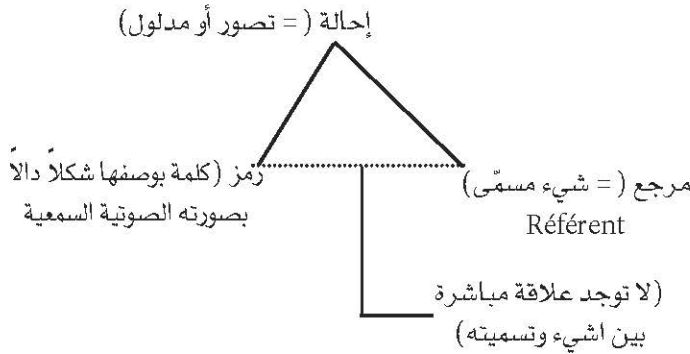 إحالة ( = تصور أو مدلول)
مرجع ( = شيء مسمّى)
Référent
رمز (كلمة بوصفها شكلاً دالاً
بصورته الصوتية السمعية
(لا توجد علاقة مباشرة
بين اشيء وتسميته)